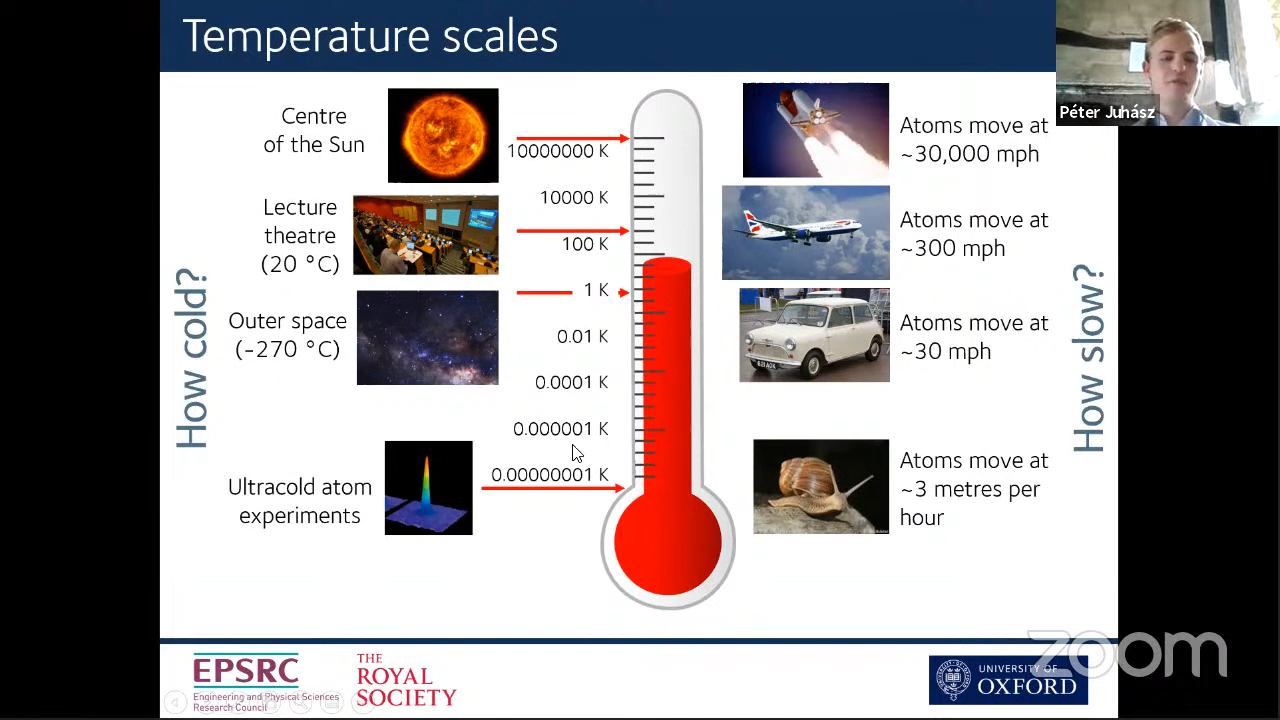 Temperature scales
Péter Juhász
How cold?
Centre
of the Sun
Lecture
theatre
(20 °C)
Outer space
(-270 °C)
Ultracold atom
experiments
10000000 K
10000 K
100 K
1 K
0.01 K
0.0001 K
0.000001 K
0.00000001 K
Atoms move at
~30,000 mph
Atoms move at
~300 mph
Atoms move at
~30 mph
Atoms move at
~3 metres per
hour
How slow?
EPSRC
Engineering and Physical Sciences
Research Council
THE
ROYAL
SOCIETY
UNIVERSITY OF
OXFORD
zoom